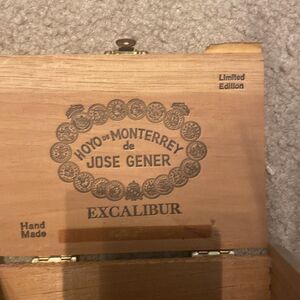 Limited
Edition
HOYO DE MONTERREY
de
JOSE GENER
EXCALIBUR
Hand
Made